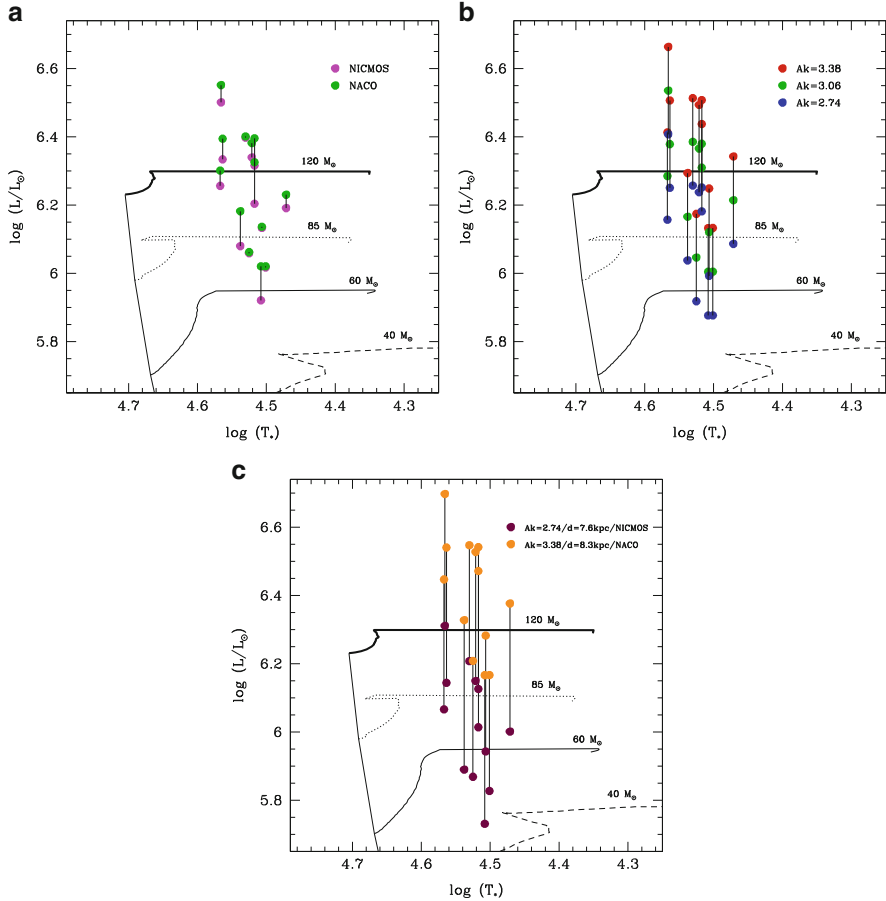 a
NICMOS
NACO
120 M⊙
85 M⊙
60 M⊙
40 M⊙
6.6
6.4
6.2
6
5.8
log (L/L⊙)
4.7
4.6
4.5
4.4
4.3
log (T*)
b
Ak=3.38
Ak=3.06
Ak=2.74
120 M⊙
85 M⊙
60 M⊙
40 M⊙
6.6
6.4
6.2
6
5.8
log (L/L⊙)
4.7
4.6
4.5
4.4
4.3
log (T*)
c
Ak=2.74/d=7.6kpc/NICMOS
Ak=3.38/d=8.3kpc/NACO
120 M⊙
85 M⊙
60 M⊙
40 M⊙
6.6
6.4
6.2
6
5.8
log (L/L⊙)
4.7
4.6
4.5
4.4
4.3
log (T*)